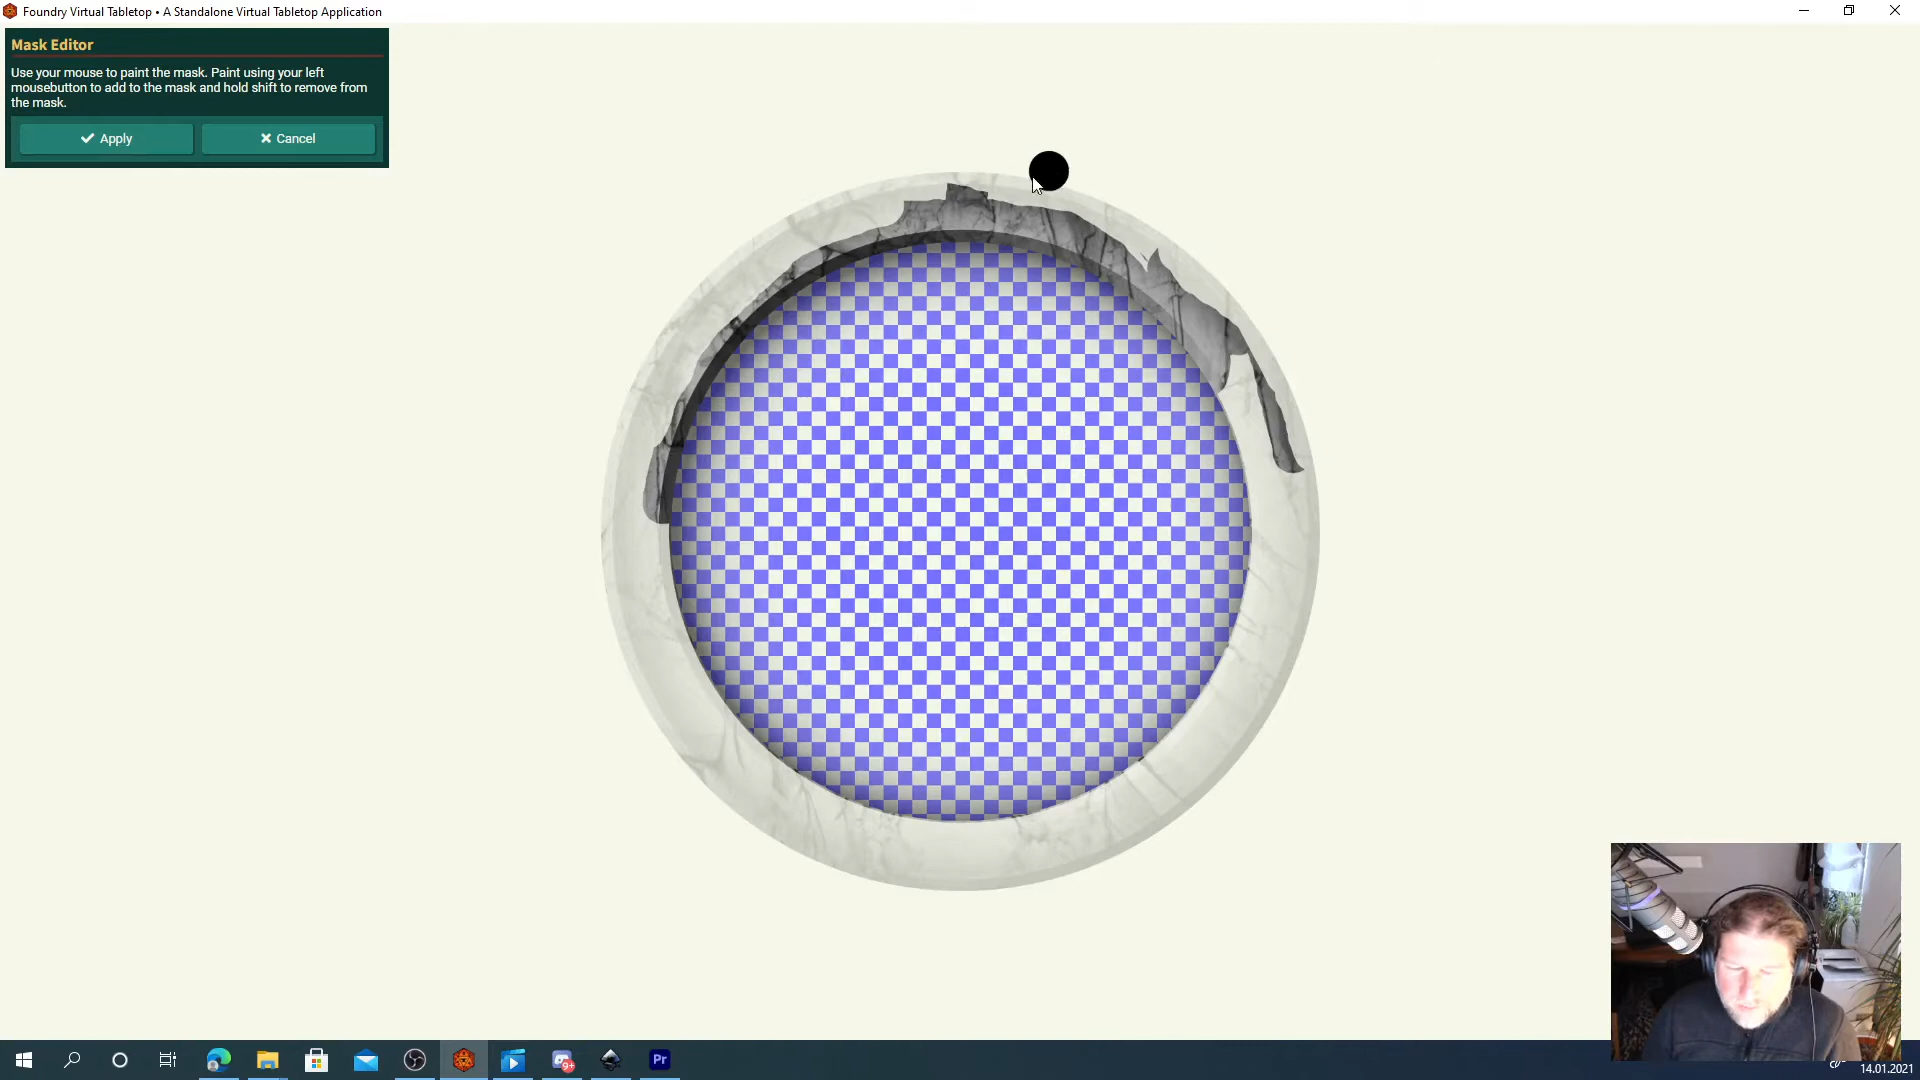 Foundry Virtual Tabletop • A Standalone Virtual Tabletop Application
Mask Editor
Use your mouse to paint the mask. Paint using your left
mousebutton to add to the mask and hold shift to remove from
the mask.
Apply
Cancel
9+
Pr
14.01.2021